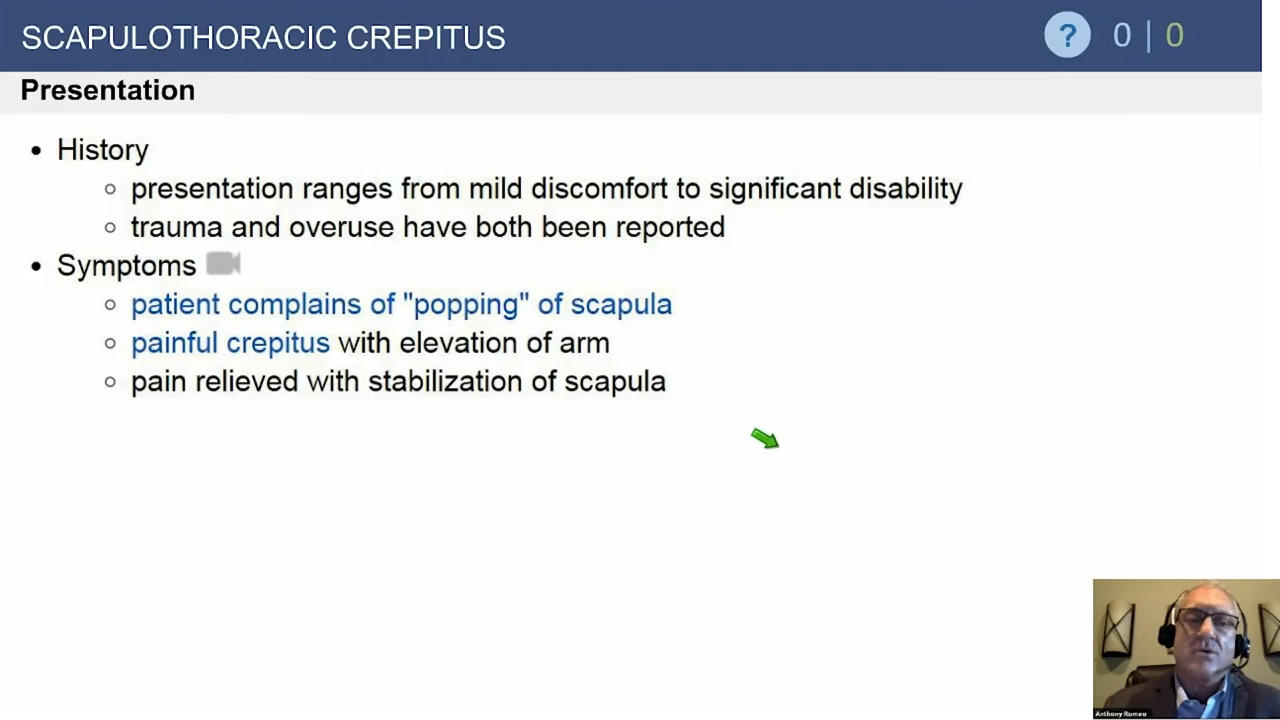 SCAPULOTHORACIC CREPITUS
? 0 | 0
Presentation
• History
○ presentation ranges from mild discomfort to significant disability
○ trauma and overuse have both been reported
• Symptoms
○ patient complains of "popping" of scapula
○ painful crepitus with elevation of arm
○ pain relieved with stabilization of scapula
Anthony Romeo